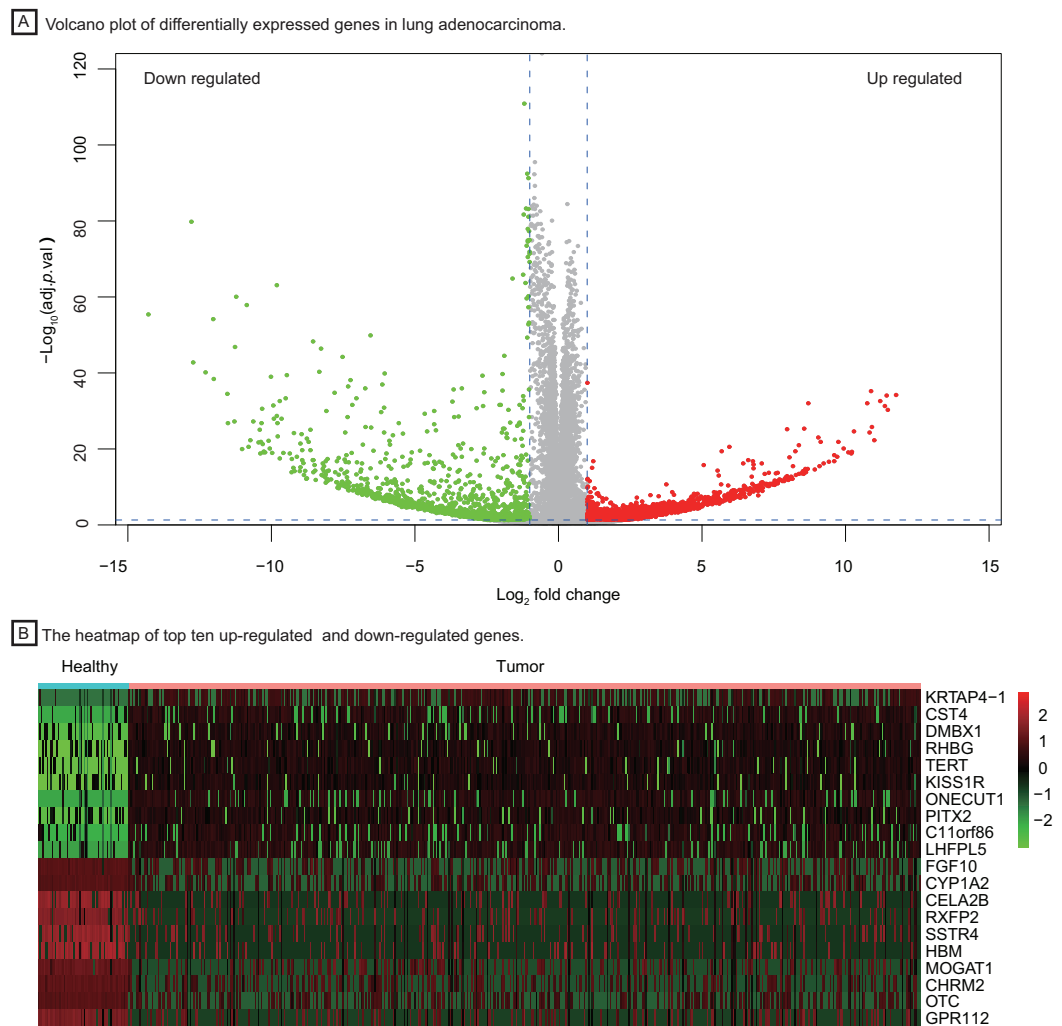 A Volcano plot of differentially expressed genes in lung adenocarcinoma.
Down regulated
Up regulated
120
100
80
60
40
20
0
−Log10(adj.p.val )
−15
−10
−5
0
5
10
15
Log2 fold change
B The heatmap of top ten up-regulated and down-regulated genes.
Healthy
Tumor
KRTAP4−1
CST4
DMBX1
RHBG
TERT
KISS1R
ONECUT1
PITX2
C11orf86
LHFPL5
FGF10
CYP1A2
CELA2B
RXFP2
SSTR4
HBM
MOGAT1
CHRM2
OTC
GPR112
2
1
0
−1
−2